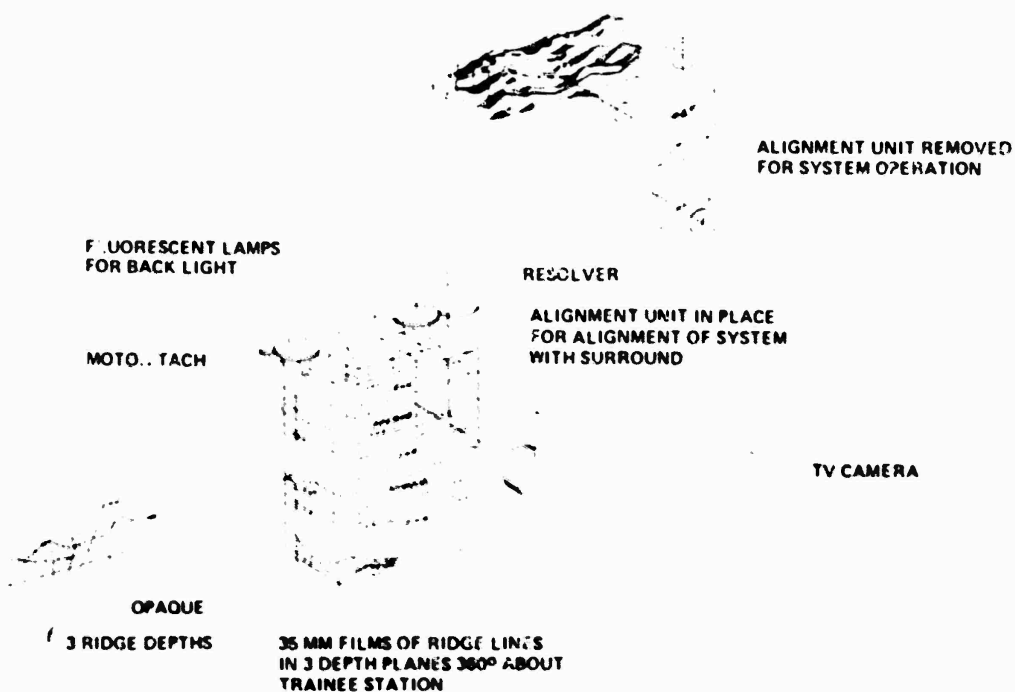 ALIGNMENT UNIT REMOVED
FOR SYSTEM OPERATION
FLUORESCENT LAMPS
FOR BACK LIGHT
RESOLVER
ALIGNMENT UNIT IN PLACE
FOR ALIGNMENT OF SYSTEM
WITH SURROUND
TACH
TV CAMERA
OPAQUE
3 RIDGE DEPTHS
35 MM FILMS OF RIDGE LINES
IN 3 DEPTH PLANES 360° ABOUT
TRAINEE STATION